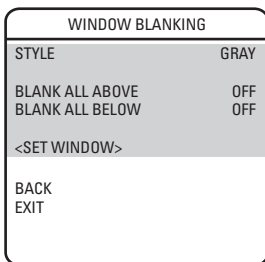 WINDOW BLANKING
STYLE GRAY
BLANK ALL ABOVE OFF
BLANK ALL BELOW OFF
<SET WINDOW>
BACK
EXIT